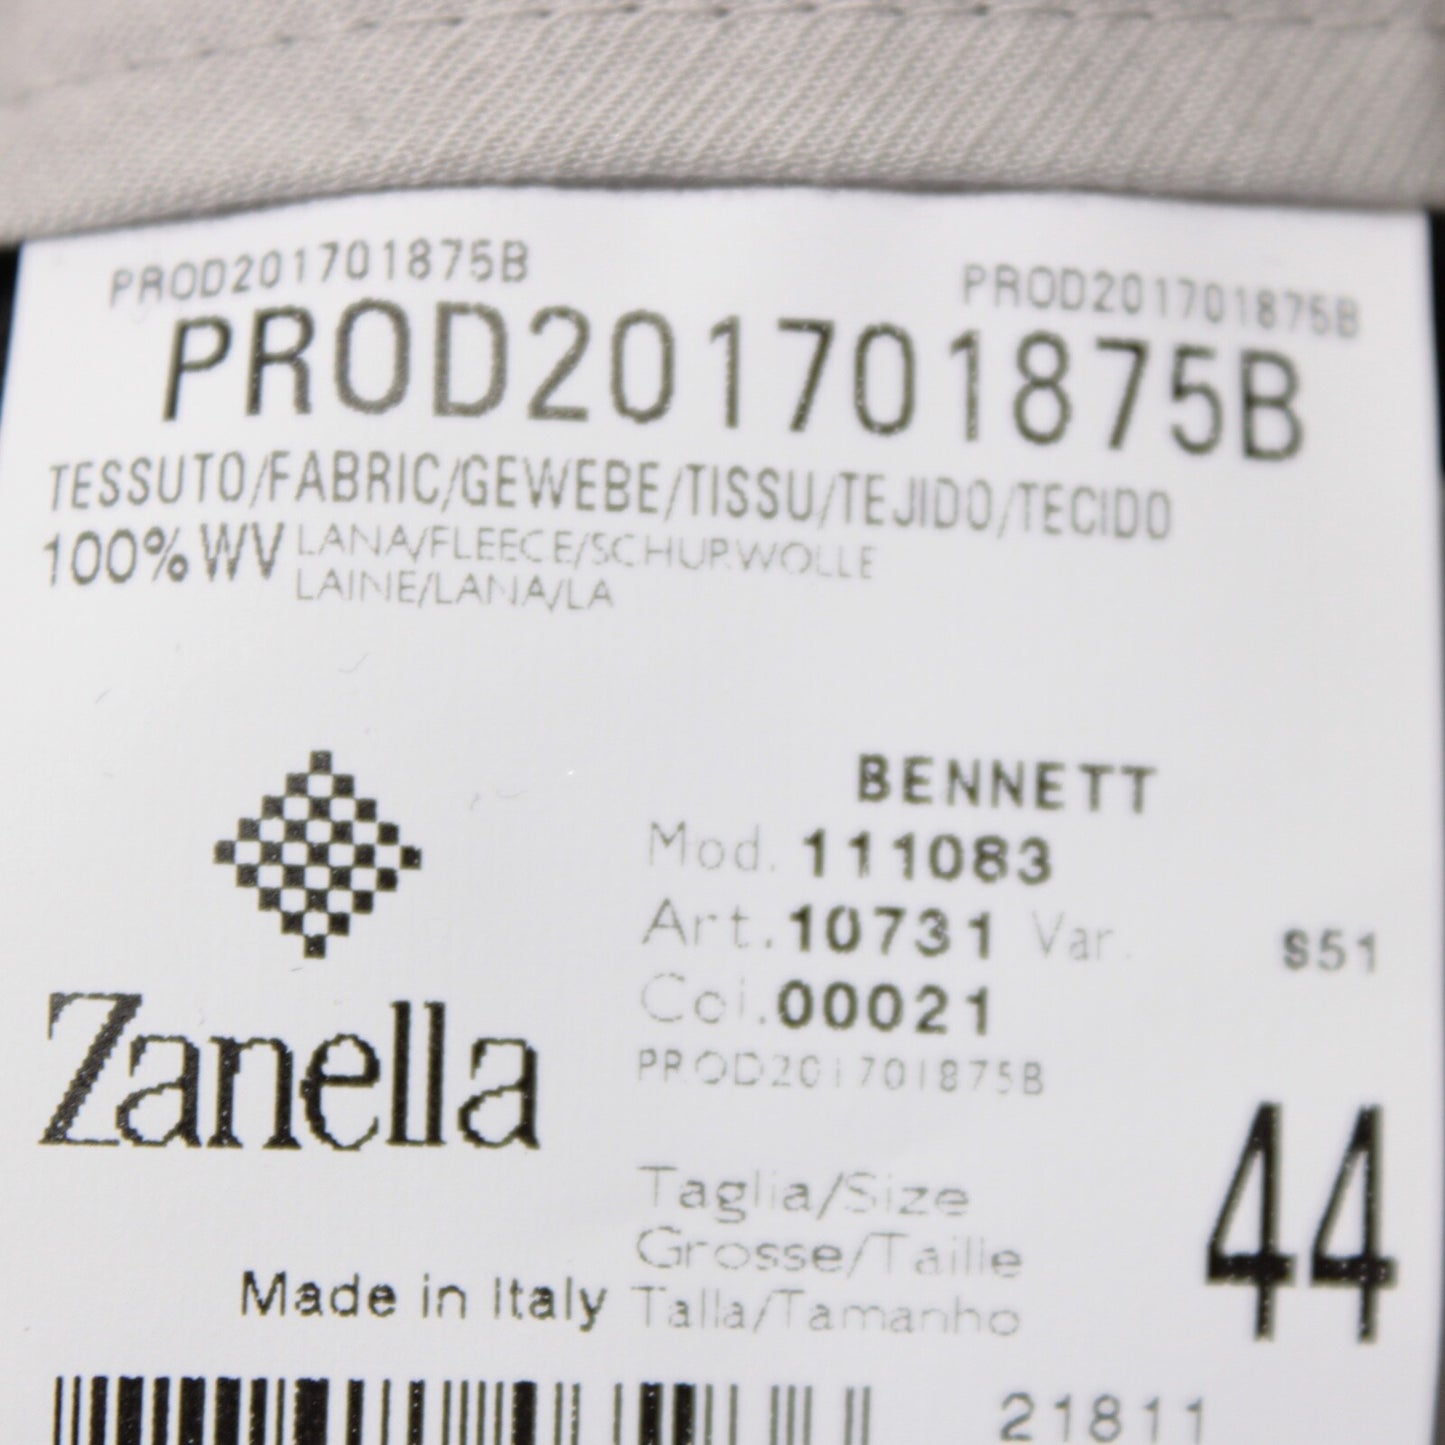 PROD201701875B PROD201701875B
PROD201701875B
TESSUTO/FABRIC/GEWEBE/TISSU/TEJIDO/TECIDO
100% WV LANA/FLEECE/SCHURWOLLE
LAINE/LANA/LA
BENNETT
Mod. 111083
Art. 10731 Var. S51
Col. 00021
PROD201701875B
Zanella
Taglia/Size
Grosse/Taille
Talla/Tamanho
44
Made in Italy
21811